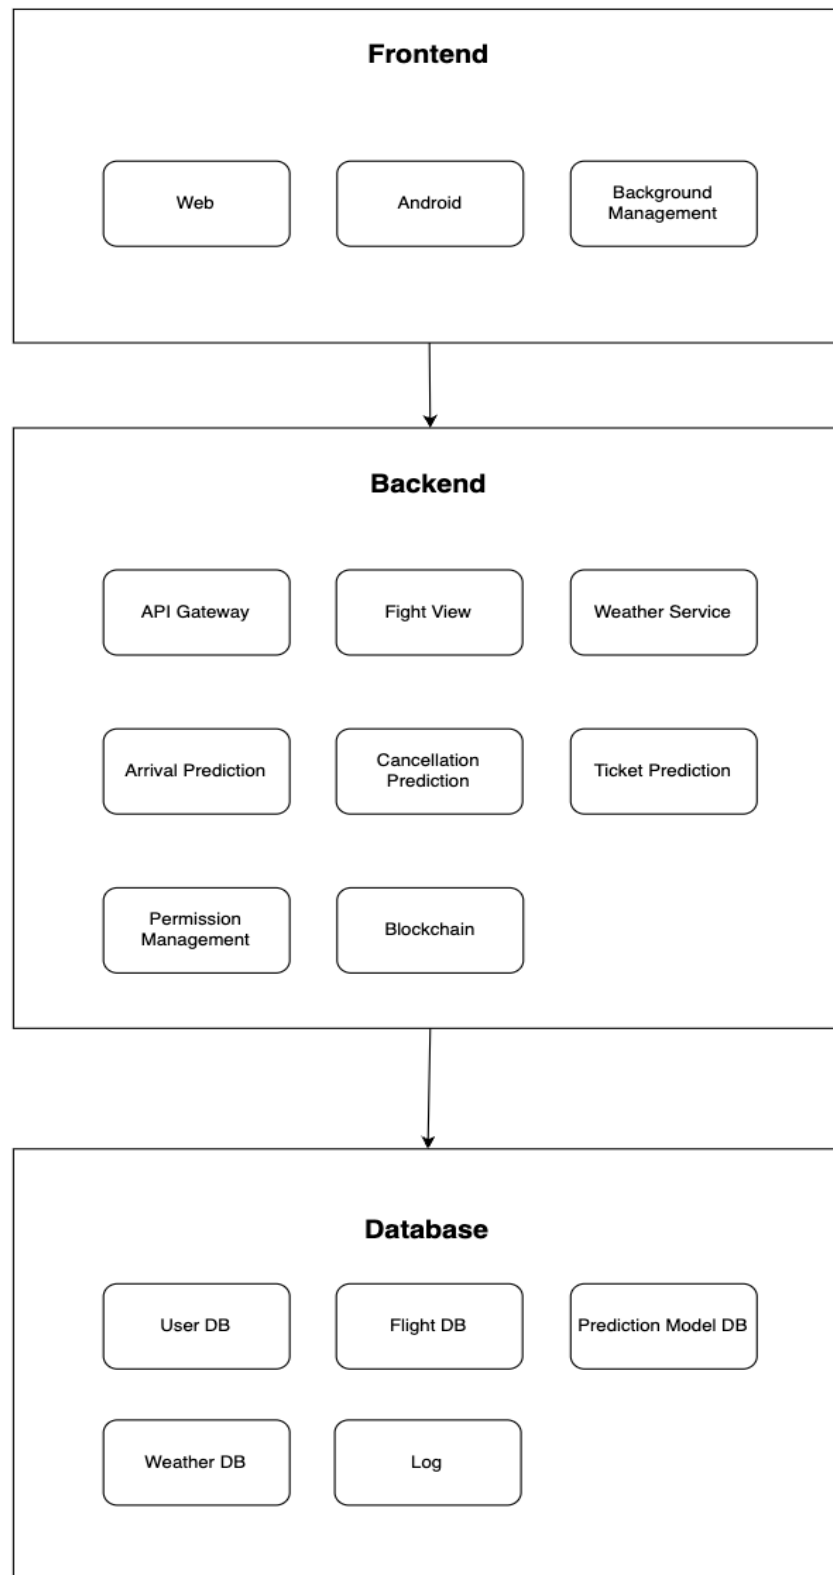 Frontend
Web
Android
Background
Management
Backend
API Gateway
Fight View
Weather Service
Arrival Prediction
Cancellation
Prediction
Ticket Prediction
Permission
Management
Blockchain
Database
User DB
Flight DB
Prediction Model DB
Weather DB
Log